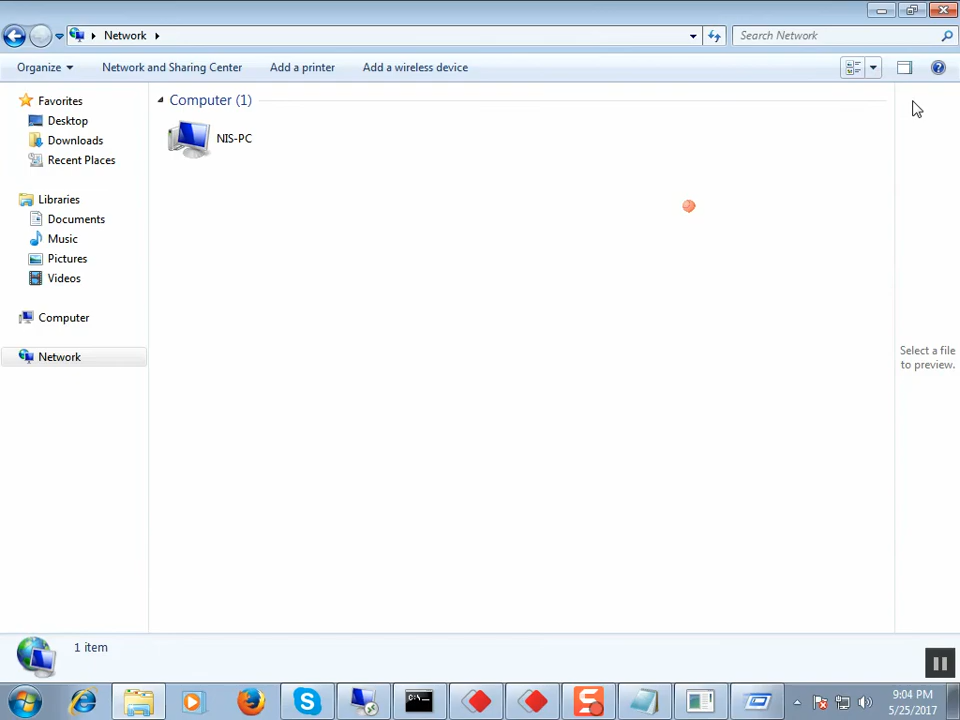 Network
Search Network
Organize
Network and Sharing Center
Add a printer
Add a wireless device
Favorites
Desktop
Downloads
Recent Places
Libraries
Documents
Music
Pictures
Videos
Computer
Network
Computer (1)
NIS-PC
Select a file
to preview.
1 item
C:\_
S
S
9:04 PM
5/25/2017